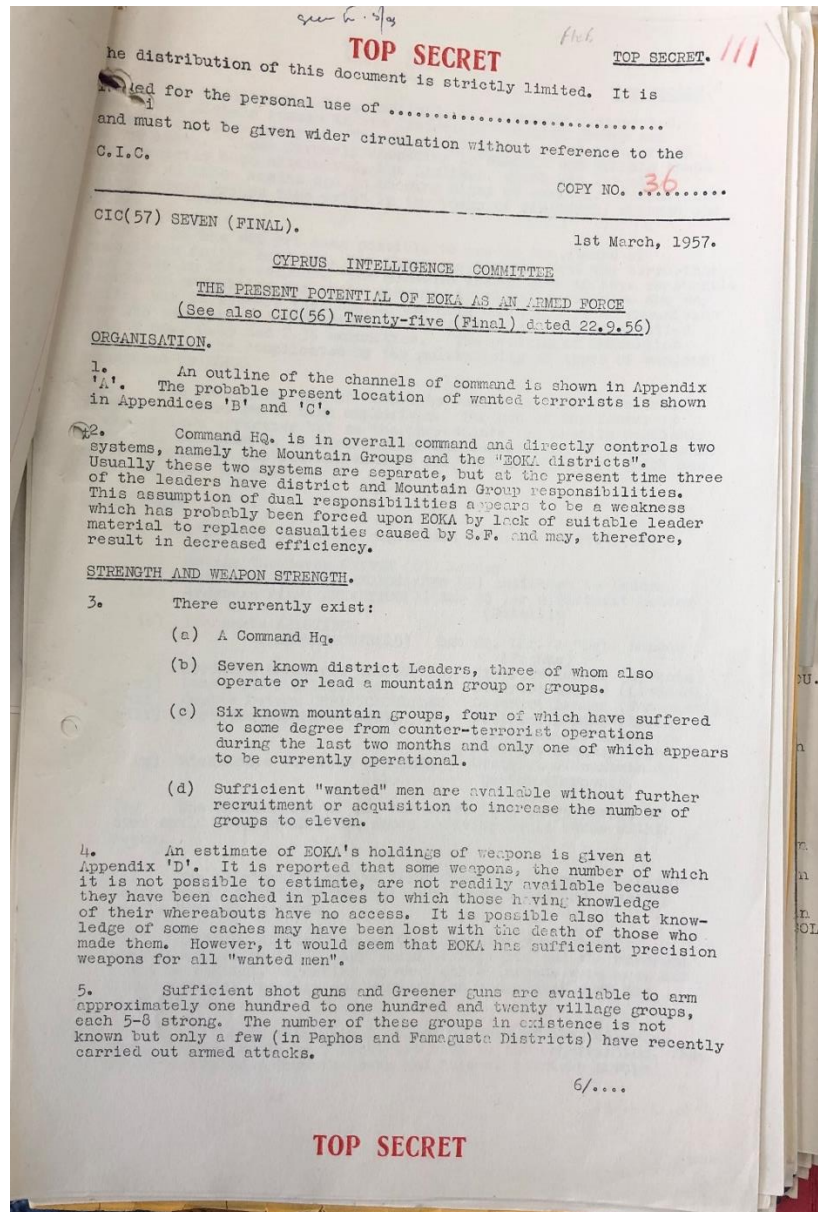 TOP SECRET
TOP SECRET. 111
he distribution of this document is strictly limited. It is
for the personal use of ................................
and must not be given wider circulation without reference to the
C.I.C.
COPY NO. .36.........
CIC(57) SEVEN (FINAL).
1st March, 1957.
CYPRUS INTELLIGENCE COMMITTEE
THE PRESENT POTENTIAL OF EOKA AS AN ARMED FORCE
(See also CIC(56) Twenty-five (Final) dated 22.9.56)
ORGANISATION.
1. An outline of the channels of command is shown in Appendix
'A'. The probable present location of wanted terrorists is shown
in Appendices 'B' and 'C'.
2. Command HQ. is in overall command and directly controls two
systems, namely the Mountain Groups and the "EOKA districts".
Usually these two systems are separate, but at the present time three
of the leaders have district and Mountain Group responsibilities.
This assumption of dual responsibilities appears to be a weakness
which has probably been forced upon EOKA by lack of suitable leader
material to replace casualties caused by S.F. and may, therefore,
result in decreased efficiency.
STRENGTH AND WEAPON STRENGTH.
3. There currently exist:
(a) A Command Hq.
(b) Seven known district Leaders, three of whom also
operate or lead a mountain group or groups.
(c) Six known mountain groups, four of which have suffered
to some degree from counter-terrorist operations
during the last two months and only one of which appears
to be currently operational.
(d) Sufficient "wanted" men are available without further
recruitment or acquisition to increase the number of
groups to eleven.
4. An estimate of EOKA's holdings of weapons is given at
Appendix 'D'. It is reported that some weapons, the number of which
it is not possible to estimate, are not readily available because
they have been cached in places to which those having knowledge
of their whereabouts have no access. It is possible also that know-
ledge of some caches may have been lost with the death of those who
made them. However, it would seem that EOKA has sufficient precision
weapons for all "wanted men".
5. Sufficient shot guns and Greener guns are available to arm
approximately one hundred to one hundred and twenty village groups,
each 5-8 strong. The number of these groups in existence is not
known but only a few (in Paphos and Famagusta Districts) have recently
carried out armed attacks.
6/....
TOP SECRET